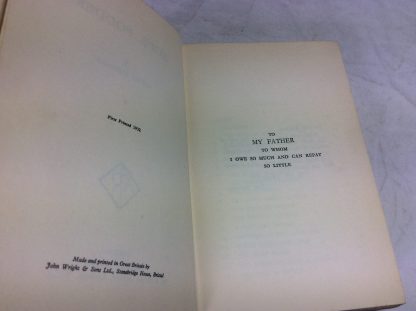 First Printed
Made and printed in Great Britain by
John Wright & Sons Ltd., Stonebridge House, Bristol
TO
MY FATHER
TO WHOM
I OWE SO MUCH AND CAN REPAY
SO LITTLE